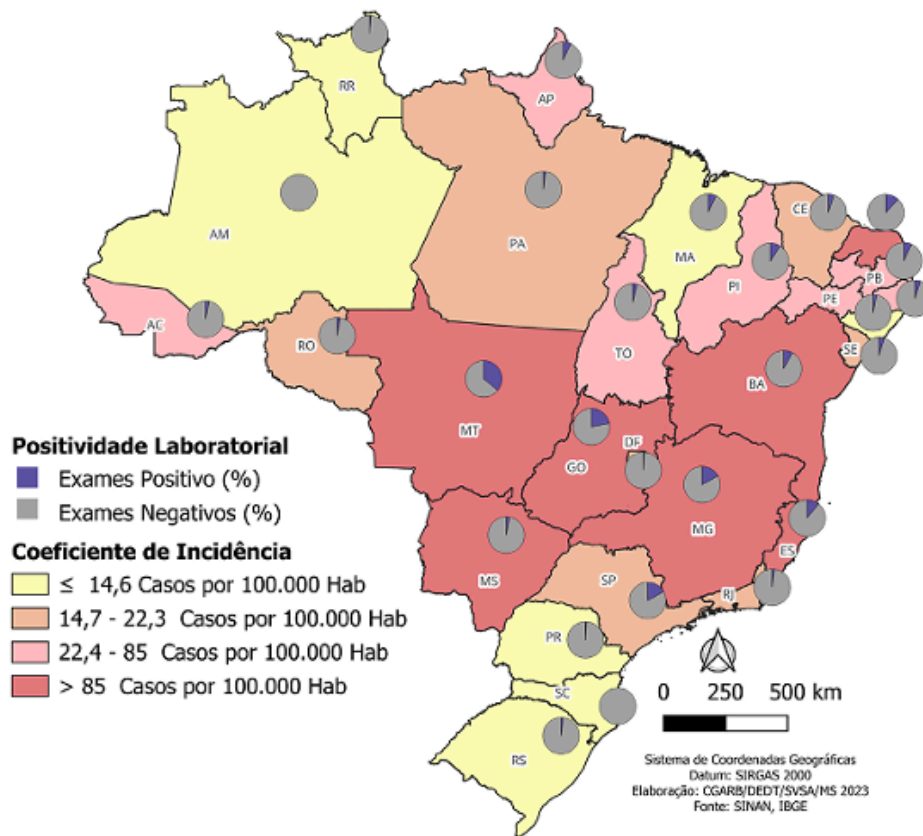 RR
AP
AM
PA
MA
CE
PI
PB
PE
AC
RO
TO
SE
BA
MT
DF
GO
MG
ES
MS
SP
RJ
PR
SC
RS
Positividade Laboratorial
Exames Positivo (%)
Exames Negativos (%)
Coeficiente de Incidência
≤ 14,6 Casos por 100.000 Hab
14,7 - 22,3 Casos por 100.000 Hab
22,4 - 85 Casos por 100.000 Hab
> 85 Casos por 100.000 Hab
0 250 500 km
Sistema de Coordenadas Geográficas
Datum: SIRGAS 2000
Elaboração: CGARB/DEDT/SVSA/MS 2023
Fonte: SINAN, IBGE